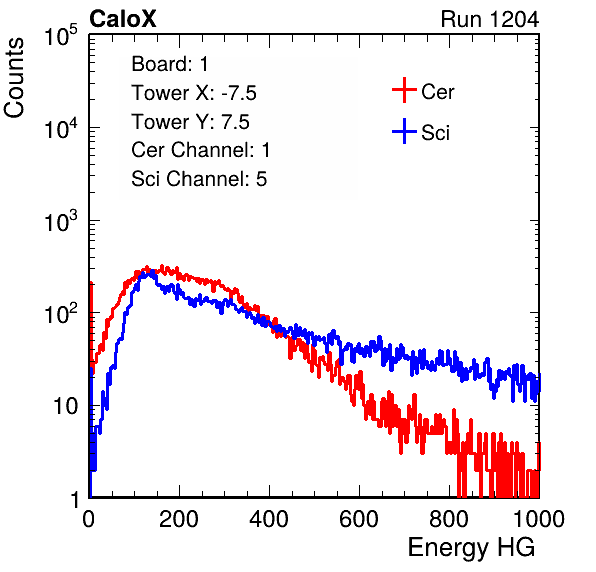 CaloX Run 1204
Counts
10^5
10^4
10^3
10^2
10
1
Board: 1
Tower X: -7.5
Tower Y: 7.5
Cer Channel: 1
Sci Channel: 5
Cer
Sci
0 200 400 600 800 1000
Energy HG